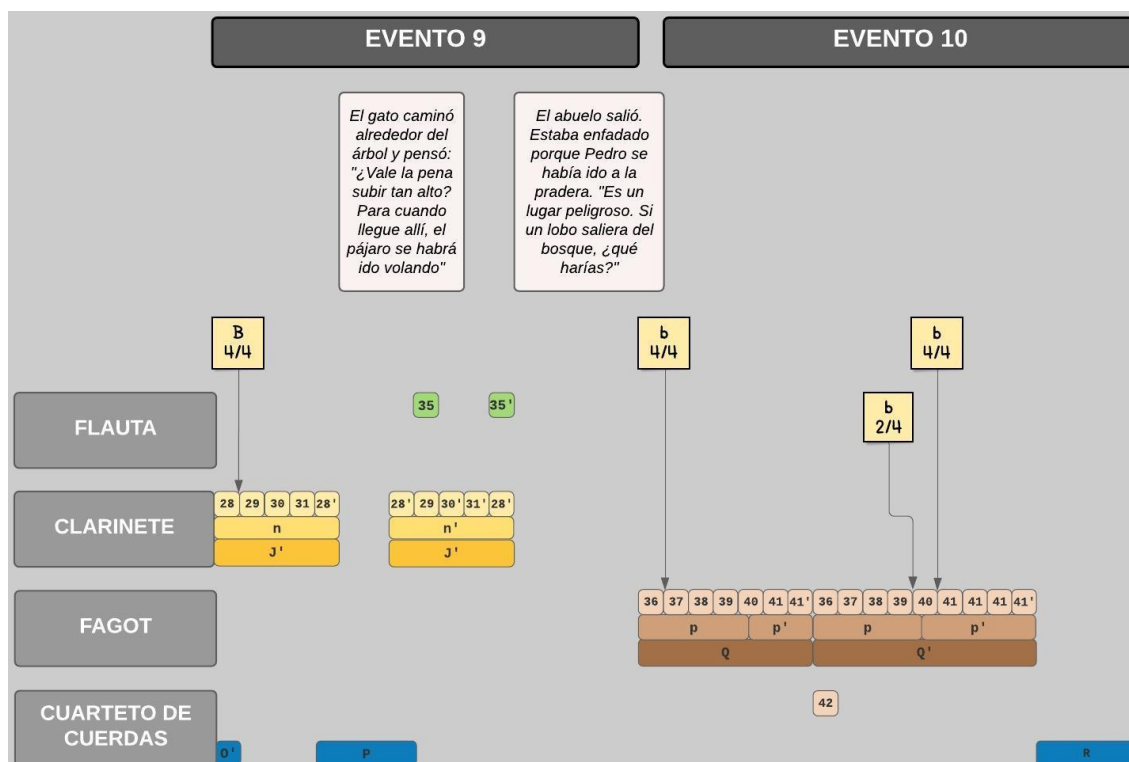 EVENTO 9
EVENTO 10
El gato caminó
alrededor del
árbol y pensó:
"¿Vale la pena
subir tan alto?
Para cuando
llegue allí, el
pájaro se habrá
ido volando"
El abuelo salió.
Estaba enfadado
porque Pedro se
había ido a la
pradera. "Es un
lugar peligroso. Si
un lobo saliera del
bosque, ¿qué
harías?"
B
4/4
b
4/4
b
4/4
b
2/4
FLAUTA
35
35'
CLARINETE
28 29 30 31 28'
n
J'
28' 29 30' 31' 28'
n'
J'
FAGOT
36 37 38 39 40 41 41' 36 37 38 39 40 41 41 41 41'
p p' p p'
Q Q'
CUARTETO DE
CUERDAS
42
O'
P
R